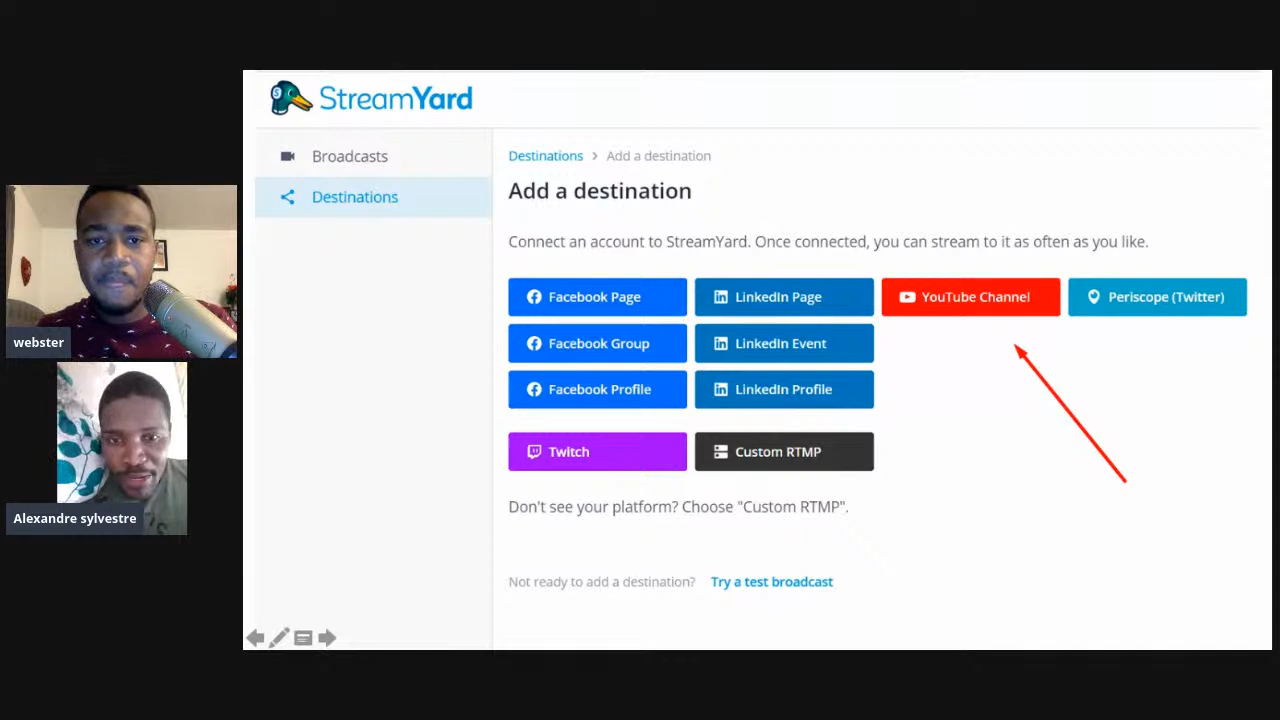 StreamYard
Broadcasts
Destinations
Destinations > Add a destination
Add a destination
Connect an account to StreamYard. Once connected, you can stream to it as often as you like.
Facebook Page
LinkedIn Page
YouTube Channel
Periscope (Twitter)
Facebook Group
LinkedIn Event
Facebook Profile
LinkedIn Profile
Twitch
Custom RTMP
Don't see your platform? Choose "Custom RTMP".
Not ready to add a destination? Try a test broadcast
webster
Alexandre sylvestre